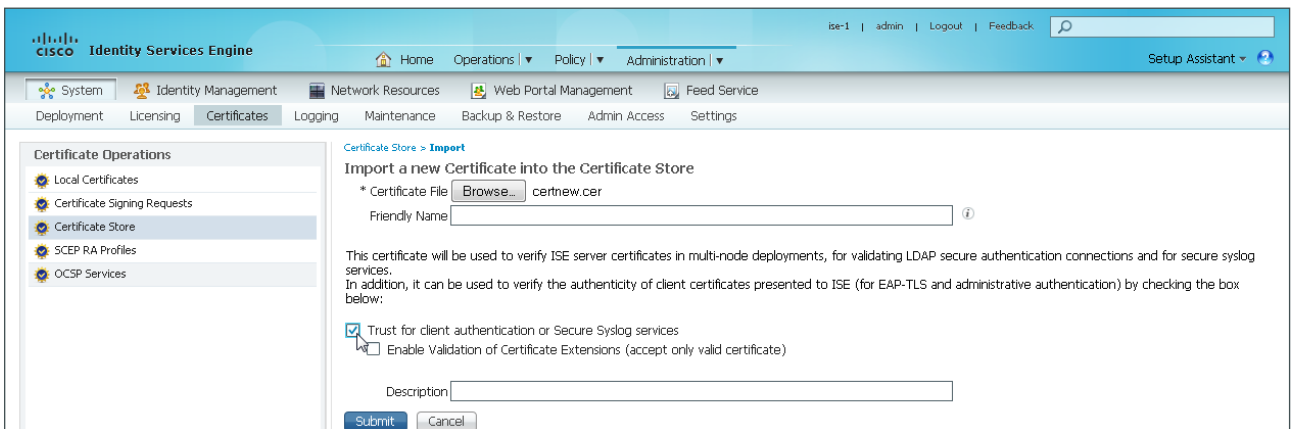 ise-1 | admin | Logout | Feedback
CISCO Identity Services Engine
Home Operations | ▼ Policy | ▼ Administration | ▼ Setup Assistant ▾
System Identity Management Network Resources Web Portal Management Feed Service
Deployment Licensing Certificates Logging Maintenance Backup & Restore Admin Access Settings
Certificate Operations
Local Certificates
Certificate Signing Requests
Certificate Store
SCEP RA Profiles
OCSP Services
Certificate Store > Import
Import a new Certificate into the Certificate Store
* Certificate File Browse... certnew.cer
Friendly Name
This certificate will be used to verify ISE server certificates in multi-node deployments, for validating LDAP secure authentication connections and for secure syslog
services.
In addition, it can be used to verify the authenticity of client certificates presented to ISE (for EAP-TLS and administrative authentication) by checking the box
below:
Trust for client authentication or Secure Syslog services
Enable Validation of Certificate Extensions (accept only valid certificate)
Description
Submit Cancel